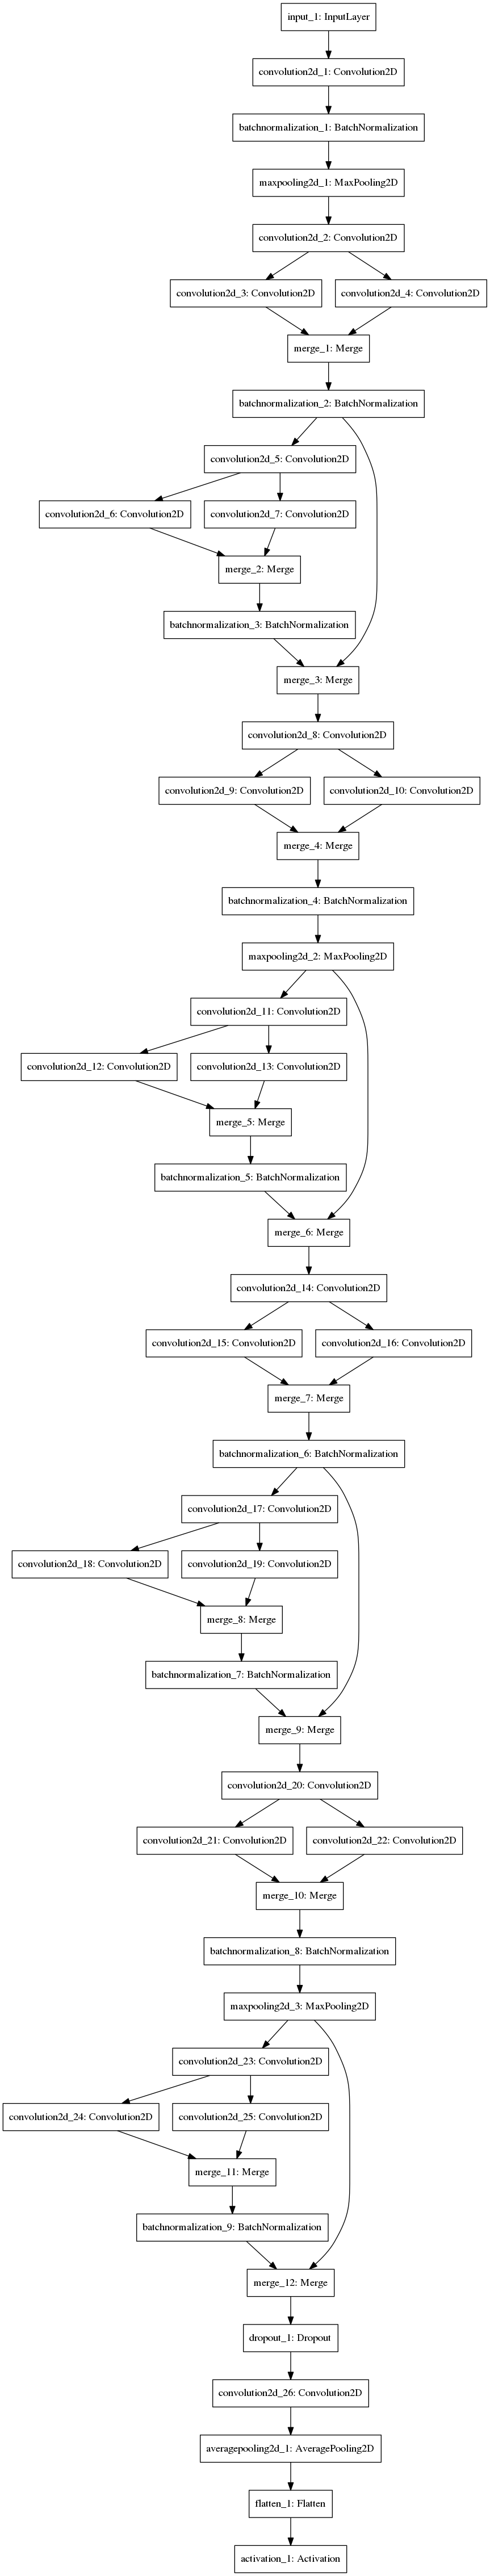 input_1: InputLayer
convolution2d_1: Convolution2D
batchnormalization_1: BatchNormalization
maxpooling2d_1: MaxPooling2D
convolution2d_2: Convolution2D
convolution2d_3: Convolution2D
convolution2d_4: Convolution2D
merge_1: Merge
batchnormalization_2: BatchNormalization
convolution2d_5: Convolution2D
convolution2d_6: Convolution2D
convolution2d_7: Convolution2D
merge_2: Merge
batchnormalization_3: BatchNormalization
merge_3: Merge
convolution2d_8: Convolution2D
convolution2d_9: Convolution2D
convolution2d_10: Convolution2D
merge_4: Merge
batchnormalization_4: BatchNormalization
maxpooling2d_2: MaxPooling2D
convolution2d_11: Convolution2D
convolution2d_12: Convolution2D
convolution2d_13: Convolution2D
merge_5: Merge
batchnormalization_5: BatchNormalization
merge_6: Merge
convolution2d_14: Convolution2D
convolution2d_15: Convolution2D
convolution2d_16: Convolution2D
merge_7: Merge
batchnormalization_6: BatchNormalization
convolution2d_17: Convolution2D
convolution2d_18: Convolution2D
convolution2d_19: Convolution2D
merge_8: Merge
batchnormalization_7: BatchNormalization
merge_9: Merge
convolution2d_20: Convolution2D
convolution2d_21: Convolution2D
convolution2d_22: Convolution2D
merge_10: Merge
batchnormalization_8: BatchNormalization
maxpooling2d_3: MaxPooling2D
convolution2d_23: Convolution2D
convolution2d_24: Convolution2D
convolution2d_25: Convolution2D
merge_11: Merge
batchnormalization_9: BatchNormalization
merge_12: Merge
dropout_1: Dropout
convolution2d_26: Convolution2D
averagepooling2d_1: AveragePooling2D
flatten_1: Flatten
activation_1: Activation